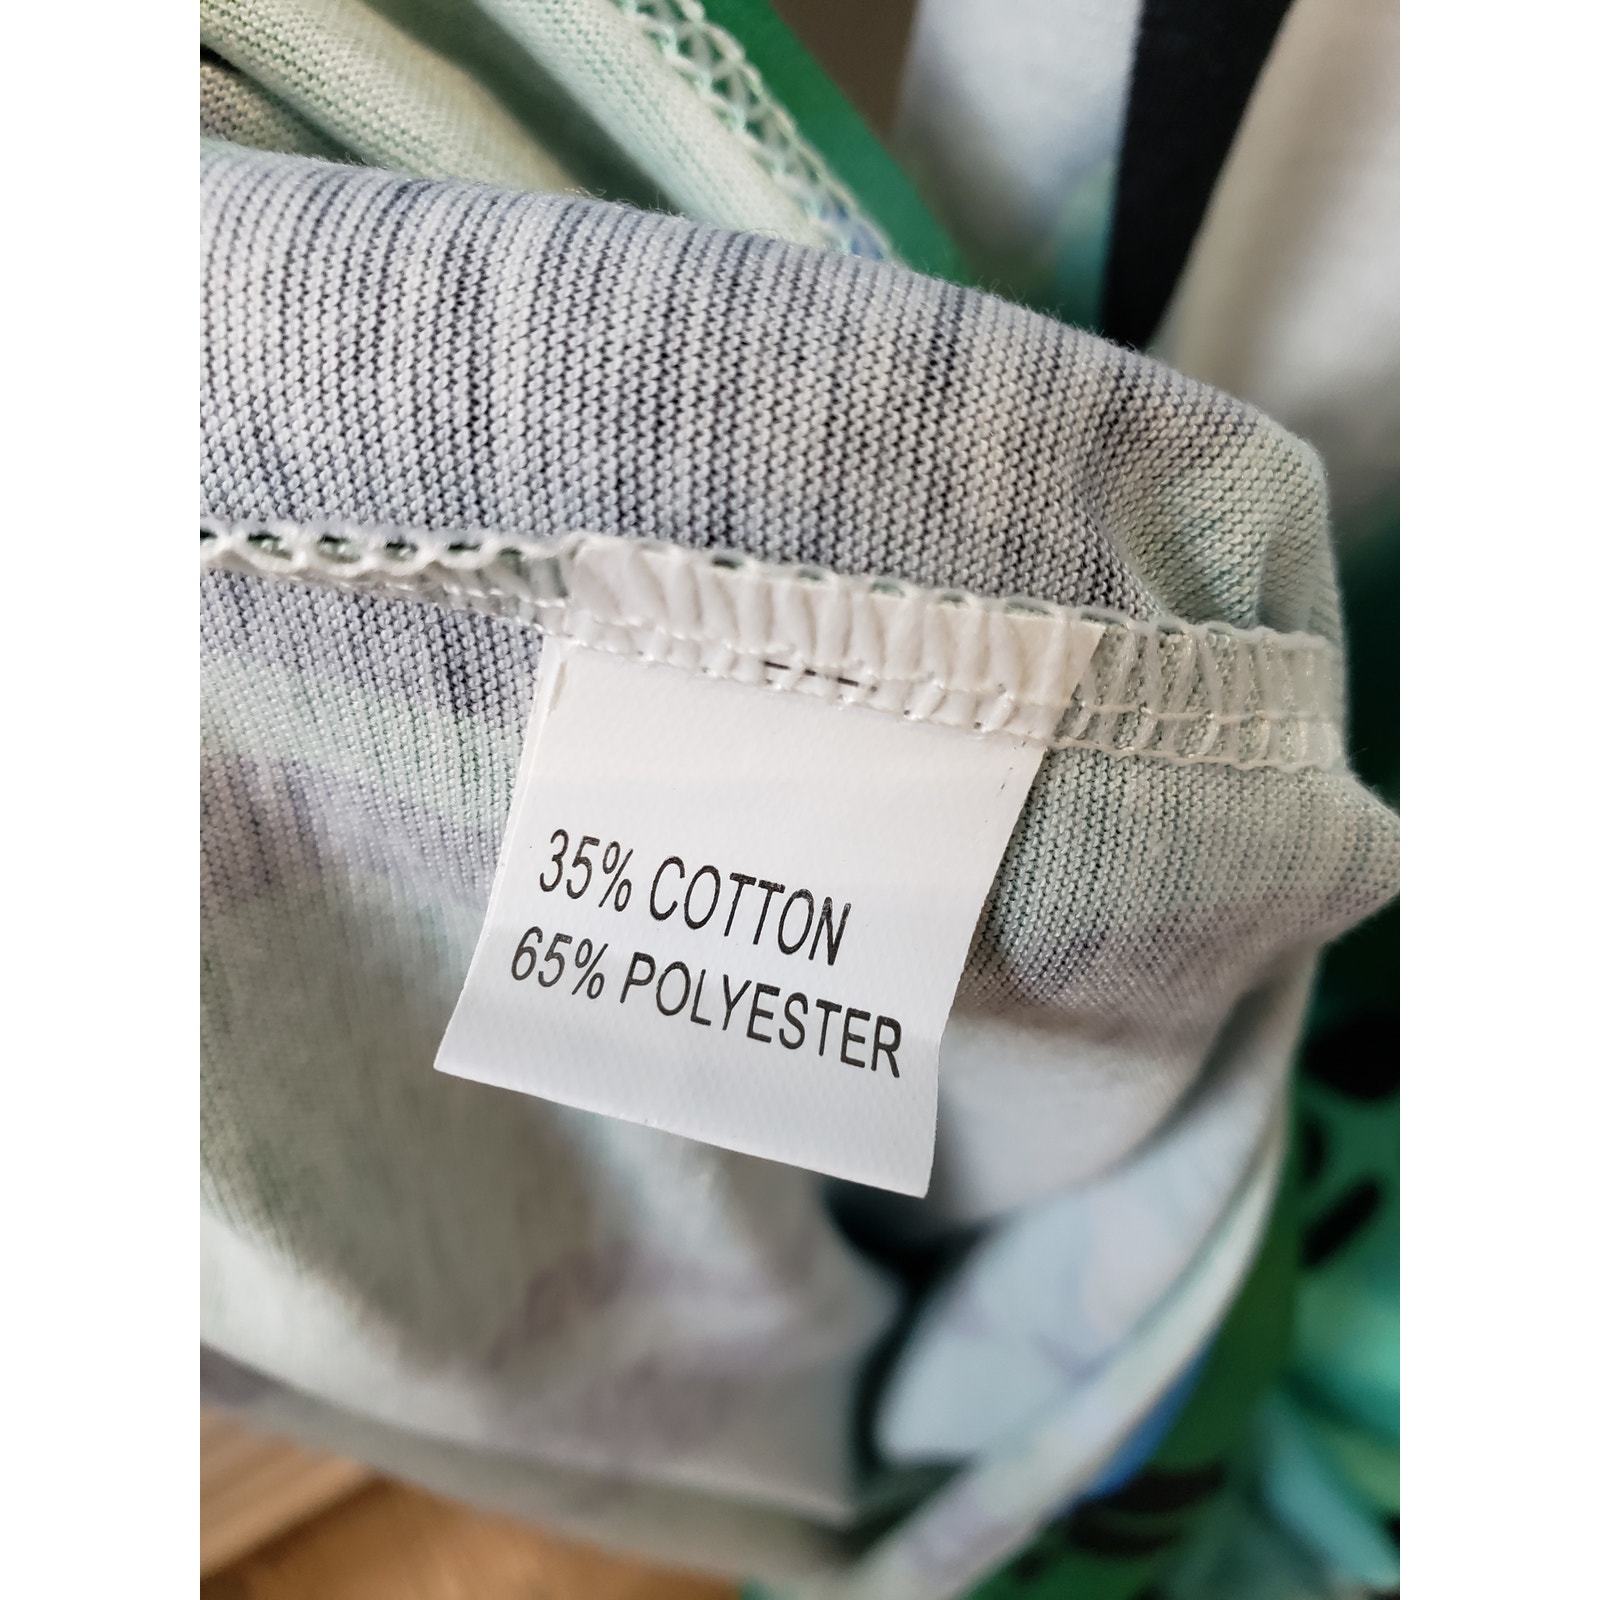 35% COTTON
65% POLYESTER